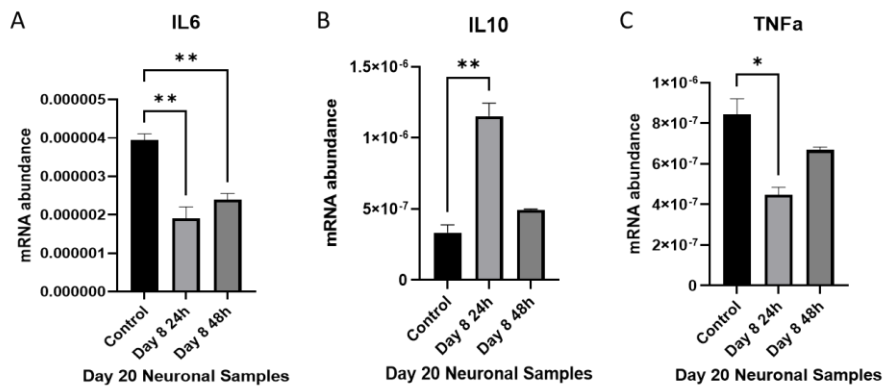 A
IL6
**
**
mRNA abundance
0.000005
0.000004
0.000003
0.000002
0.000001
0.000000
Control
Day 8 24h
Day 8 48h
Day 20 Neuronal Samples
B
IL10
**
mRNA abundance
1.5×10⁻⁶
1×10⁻⁶
5×10⁻⁷
0
Control
Day 8 24h
Day 8 48h
Day 20 Neuronal Samples
C
TNFa
*
mRNA abundance
1×10⁻⁶
8×10⁻⁷
6×10⁻⁷
4×10⁻⁷
2×10⁻⁷
0
Control
Day 8 24h
Day 8 48h
Day 20 Neuronal Samples